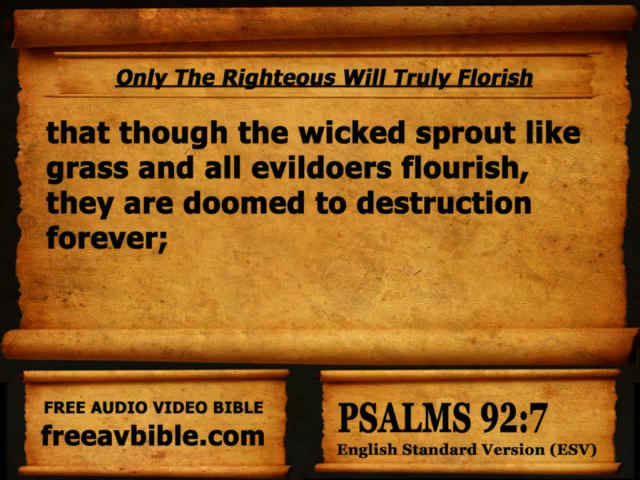 Only The Righteous Will Truly Florish
that though the wicked sprout like
grass and all evildoers flourish,
they are doomed to destruction
forever;
FREE AUDIO VIDEO BIBLE
freeavbible.com
PSALMS 92:7
English Standard Version (ESV)